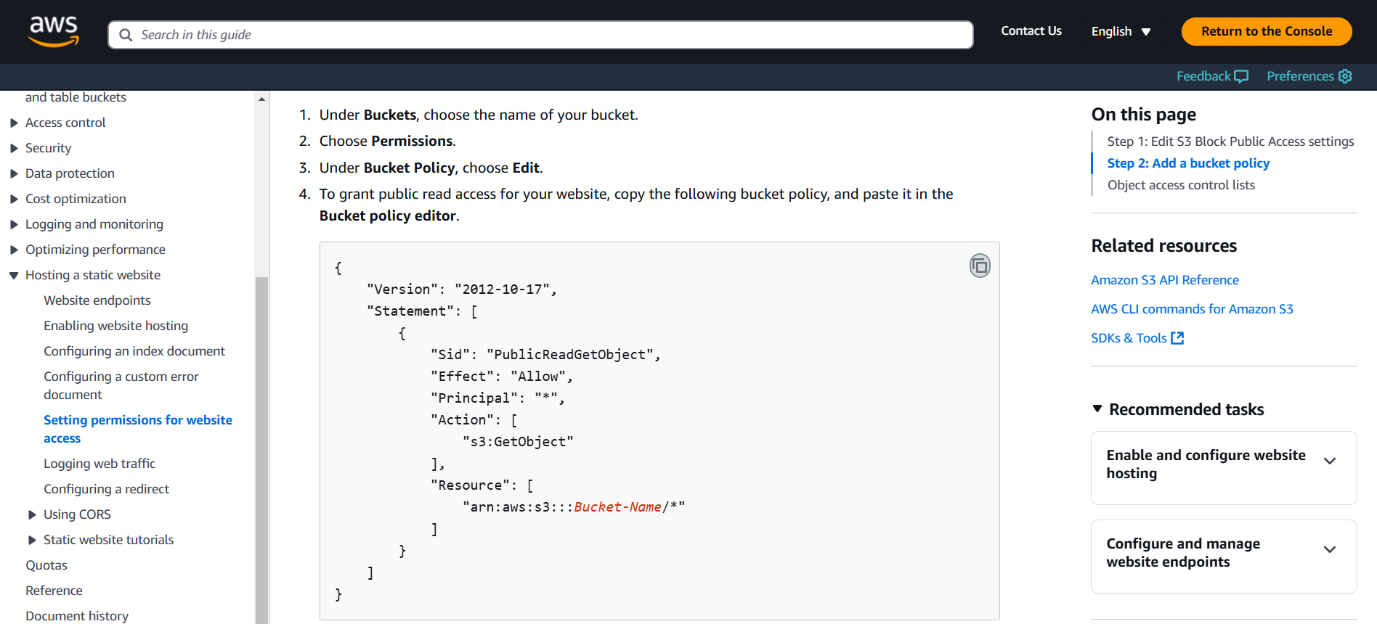 aws
Search in this guide
Contact Us
English
Return to the Console
Feedback
Preferences
and table buckets
Access control
Security
Data protection
Cost optimization
Logging and monitoring
Optimizing performance
Hosting a static website
Website endpoints
Enabling website hosting
Configuring an index document
Configuring a custom error
document
Setting permissions for website
access
Logging web traffic
Configuring a redirect
Using CORS
Static website tutorials
Quotas
Reference
Document history
1. Under Buckets, choose the name of your bucket.
2. Choose Permissions.
3. Under Bucket Policy, choose Edit.
4. To grant public read access for your website, copy the following bucket policy, and paste it in the
Bucket policy editor.
{
    "Version": "2012-10-17",
    "Statement": [
        {
            "Sid": "PublicReadGetObject",
            "Effect": "Allow",
            "Principal": "*",
            "Action": [
                "s3:GetObject"
            ],
            "Resource": [
                "arn:aws:s3:::Bucket-Name/*"
            ]
        }
    ]
}
On this page
Step 1: Edit S3 Block Public Access settings
Step 2: Add a bucket policy
Object access control lists
Related resources
Amazon S3 API Reference
AWS CLI commands for Amazon S3
SDKs & Tools
Recommended tasks
Enable and configure website
hosting
Configure and manage
website endpoints